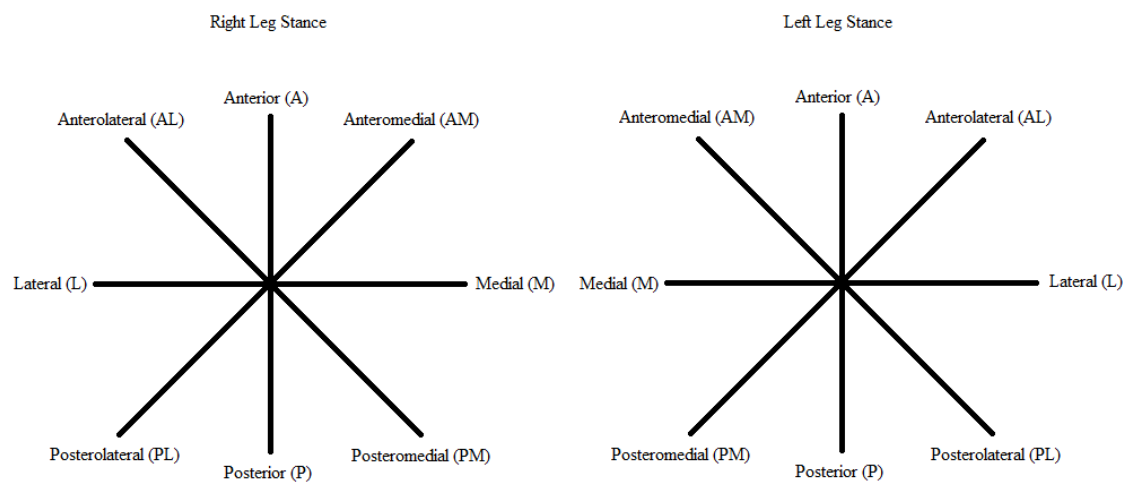 Right Leg Stance
Anterior (A)
Anterolateral (AL)
Anteromedial (AM)
Lateral (L)
Medial (M)
Posterolateral (PL)
Posteromedial (PM)
Posterior (P)
Left Leg Stance
Anterior (A)
Anteromedial (AM)
Anterolateral (AL)
Medial (M)
Lateral (L)
Posteromedial (PM)
Posterolateral (PL)
Posterior (P)